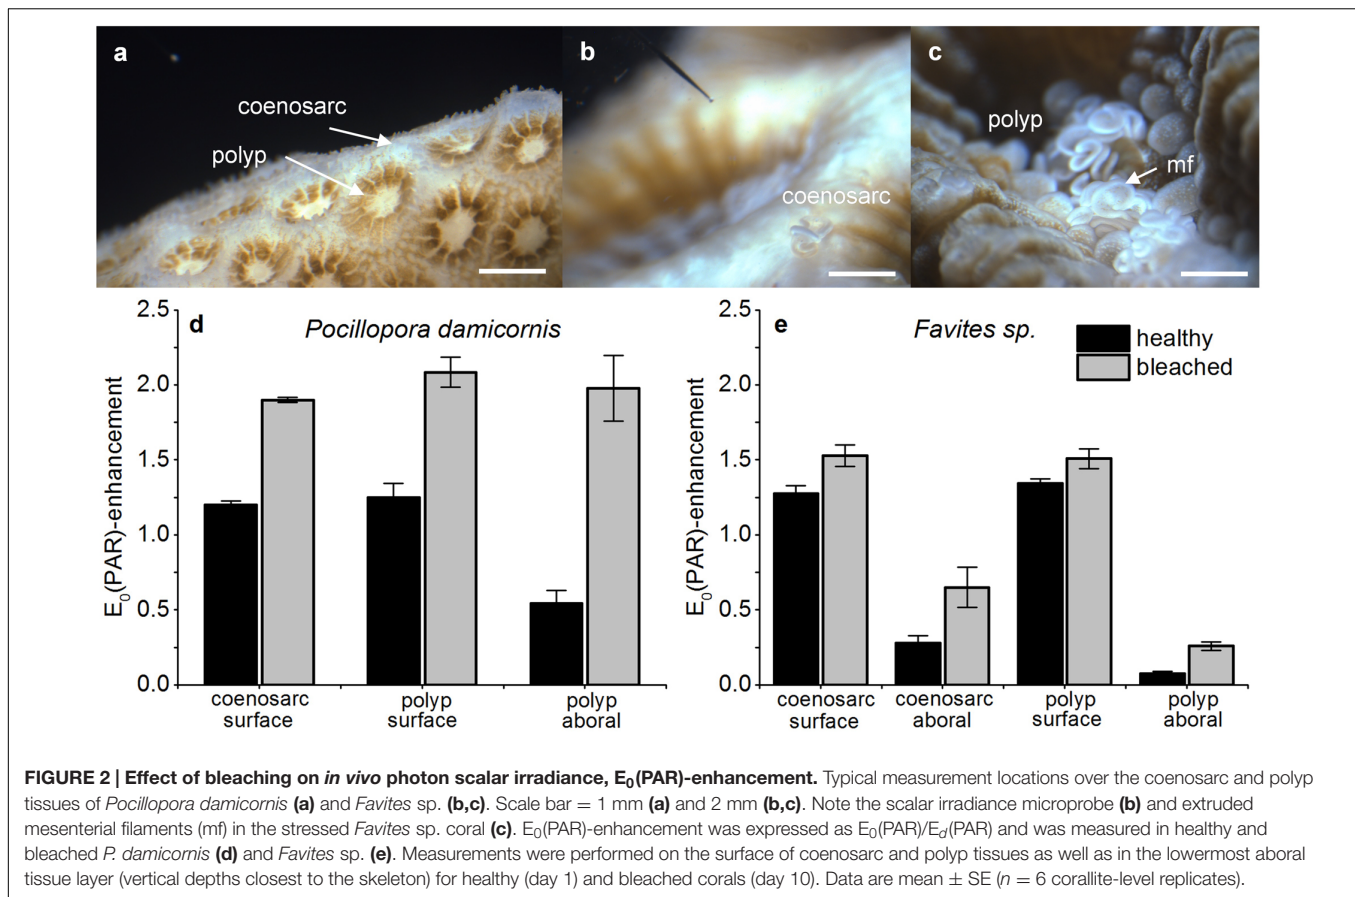 a
coenosarc
polyp
b
coenosarc
c
polyp
mf
d
Pocillopora damicornis
E0(PAR)-enhancement
2.5
2.0
1.5
1.0
0.5
0.0
coenosarc
surface
polyp
surface
polyp
aboral
e
Favites sp.
healthy
bleached
E0(PAR)-enhancement
2.5
2.0
1.5
1.0
0.5
0.0
coenosarc
surface
coenosarc
aboral
polyp
surface
polyp
aboral
FIGURE 2 | Effect of bleaching on in vivo photon scalar irradiance, E0(PAR)-enhancement. Typical measurement locations over the coenosarc and polyp
tissues of Pocillopora damicornis (a) and Favites sp. (b,c). Scale bar = 1 mm (a) and 2 mm (b,c). Note the scalar irradiance microprobe (b) and extruded
mesenterial filaments (mf) in the stressed Favites sp. coral (c). E0(PAR)-enhancement was expressed as E0(PAR)/Ed(PAR) and was measured in healthy and
bleached P. damicornis (d) and Favites sp. (e). Measurements were performed on the surface of coenosarc and polyp tissues as well as in the lowermost aboral
tissue layer (vertical depths closest to the skeleton) for healthy (day 1) and bleached corals (day 10). Data are mean ± SE (n = 6 corallite-level replicates).